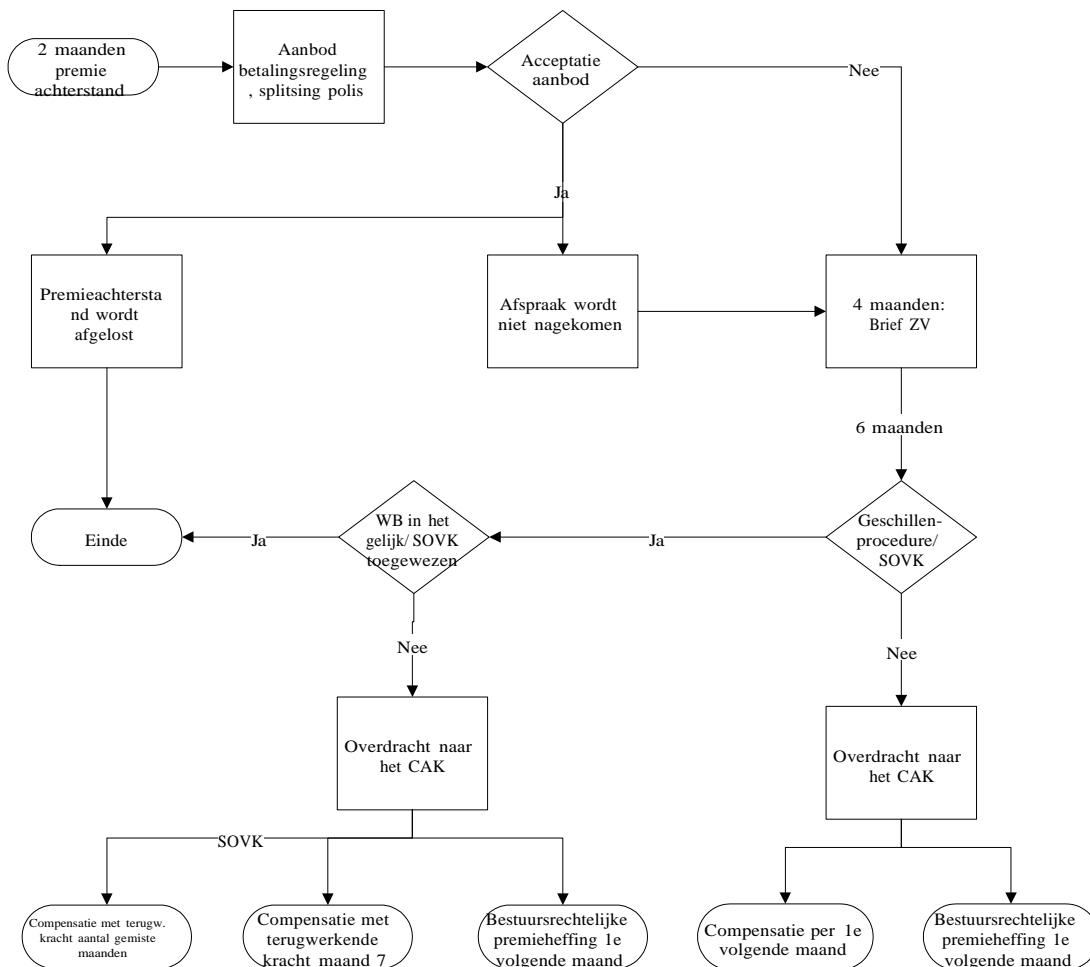 2 maanden
premie
achterstand
Aanbod
betalingsregeling
, splitsing polis
Acceptatie
aanbod
Nee
Ja
Premieachtersta
nd wordt
afgelost
Afspraak wordt
niet nagekomen
4 maanden:
Brief ZV
6 maanden
Einde
Ja
WB in het
gelijk/ SOVK
toegewezen
Ja
Geschillen-
procedure/
SOVK
Nee
Nee
Overdracht naar
het CAK
Overdracht naar
het CAK
SOVK
Compensatie met terugw.
kracht aantal gemiste
maanden
Compensatie met
terugwerkende
kracht maand 7
Bestuursrechtelijke
premieheffing 1e
volgende maand
Compensatie per 1e
volgende maand
Bestuursrechtelijke
premieheffing 1e
volgende maand